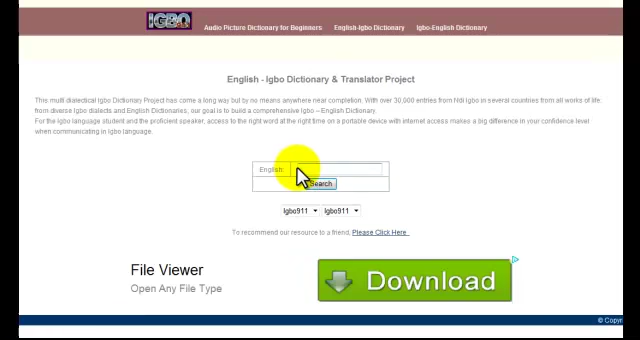 IGBO
Audio Picture Dictionary for Beginners English-Igbo Dictionary Igbo-English Dictionary
English - Igbo Dictionary & Translator Project
This multi dialectical Igbo Dictionary Project has come a long way but by no means anywhere near completion. With over 30,000 entries from Ndi Igbo in several countries from all works of life:
from diverse Igbo dialects and English Dictionaries, our goal is to build a comprehensive Igbo – English Dictionary.
For the Igbo language student and the proficient speaker, access to the right word at the right time on a portable device with internet access makes a big difference in your confidence level
when communicating in Igbo language.
English:
Search
Igbo911 Igbo911
To recommend our resource to a friend, Please Click Here
File Viewer
Open Any File Type
Download
© Copyr